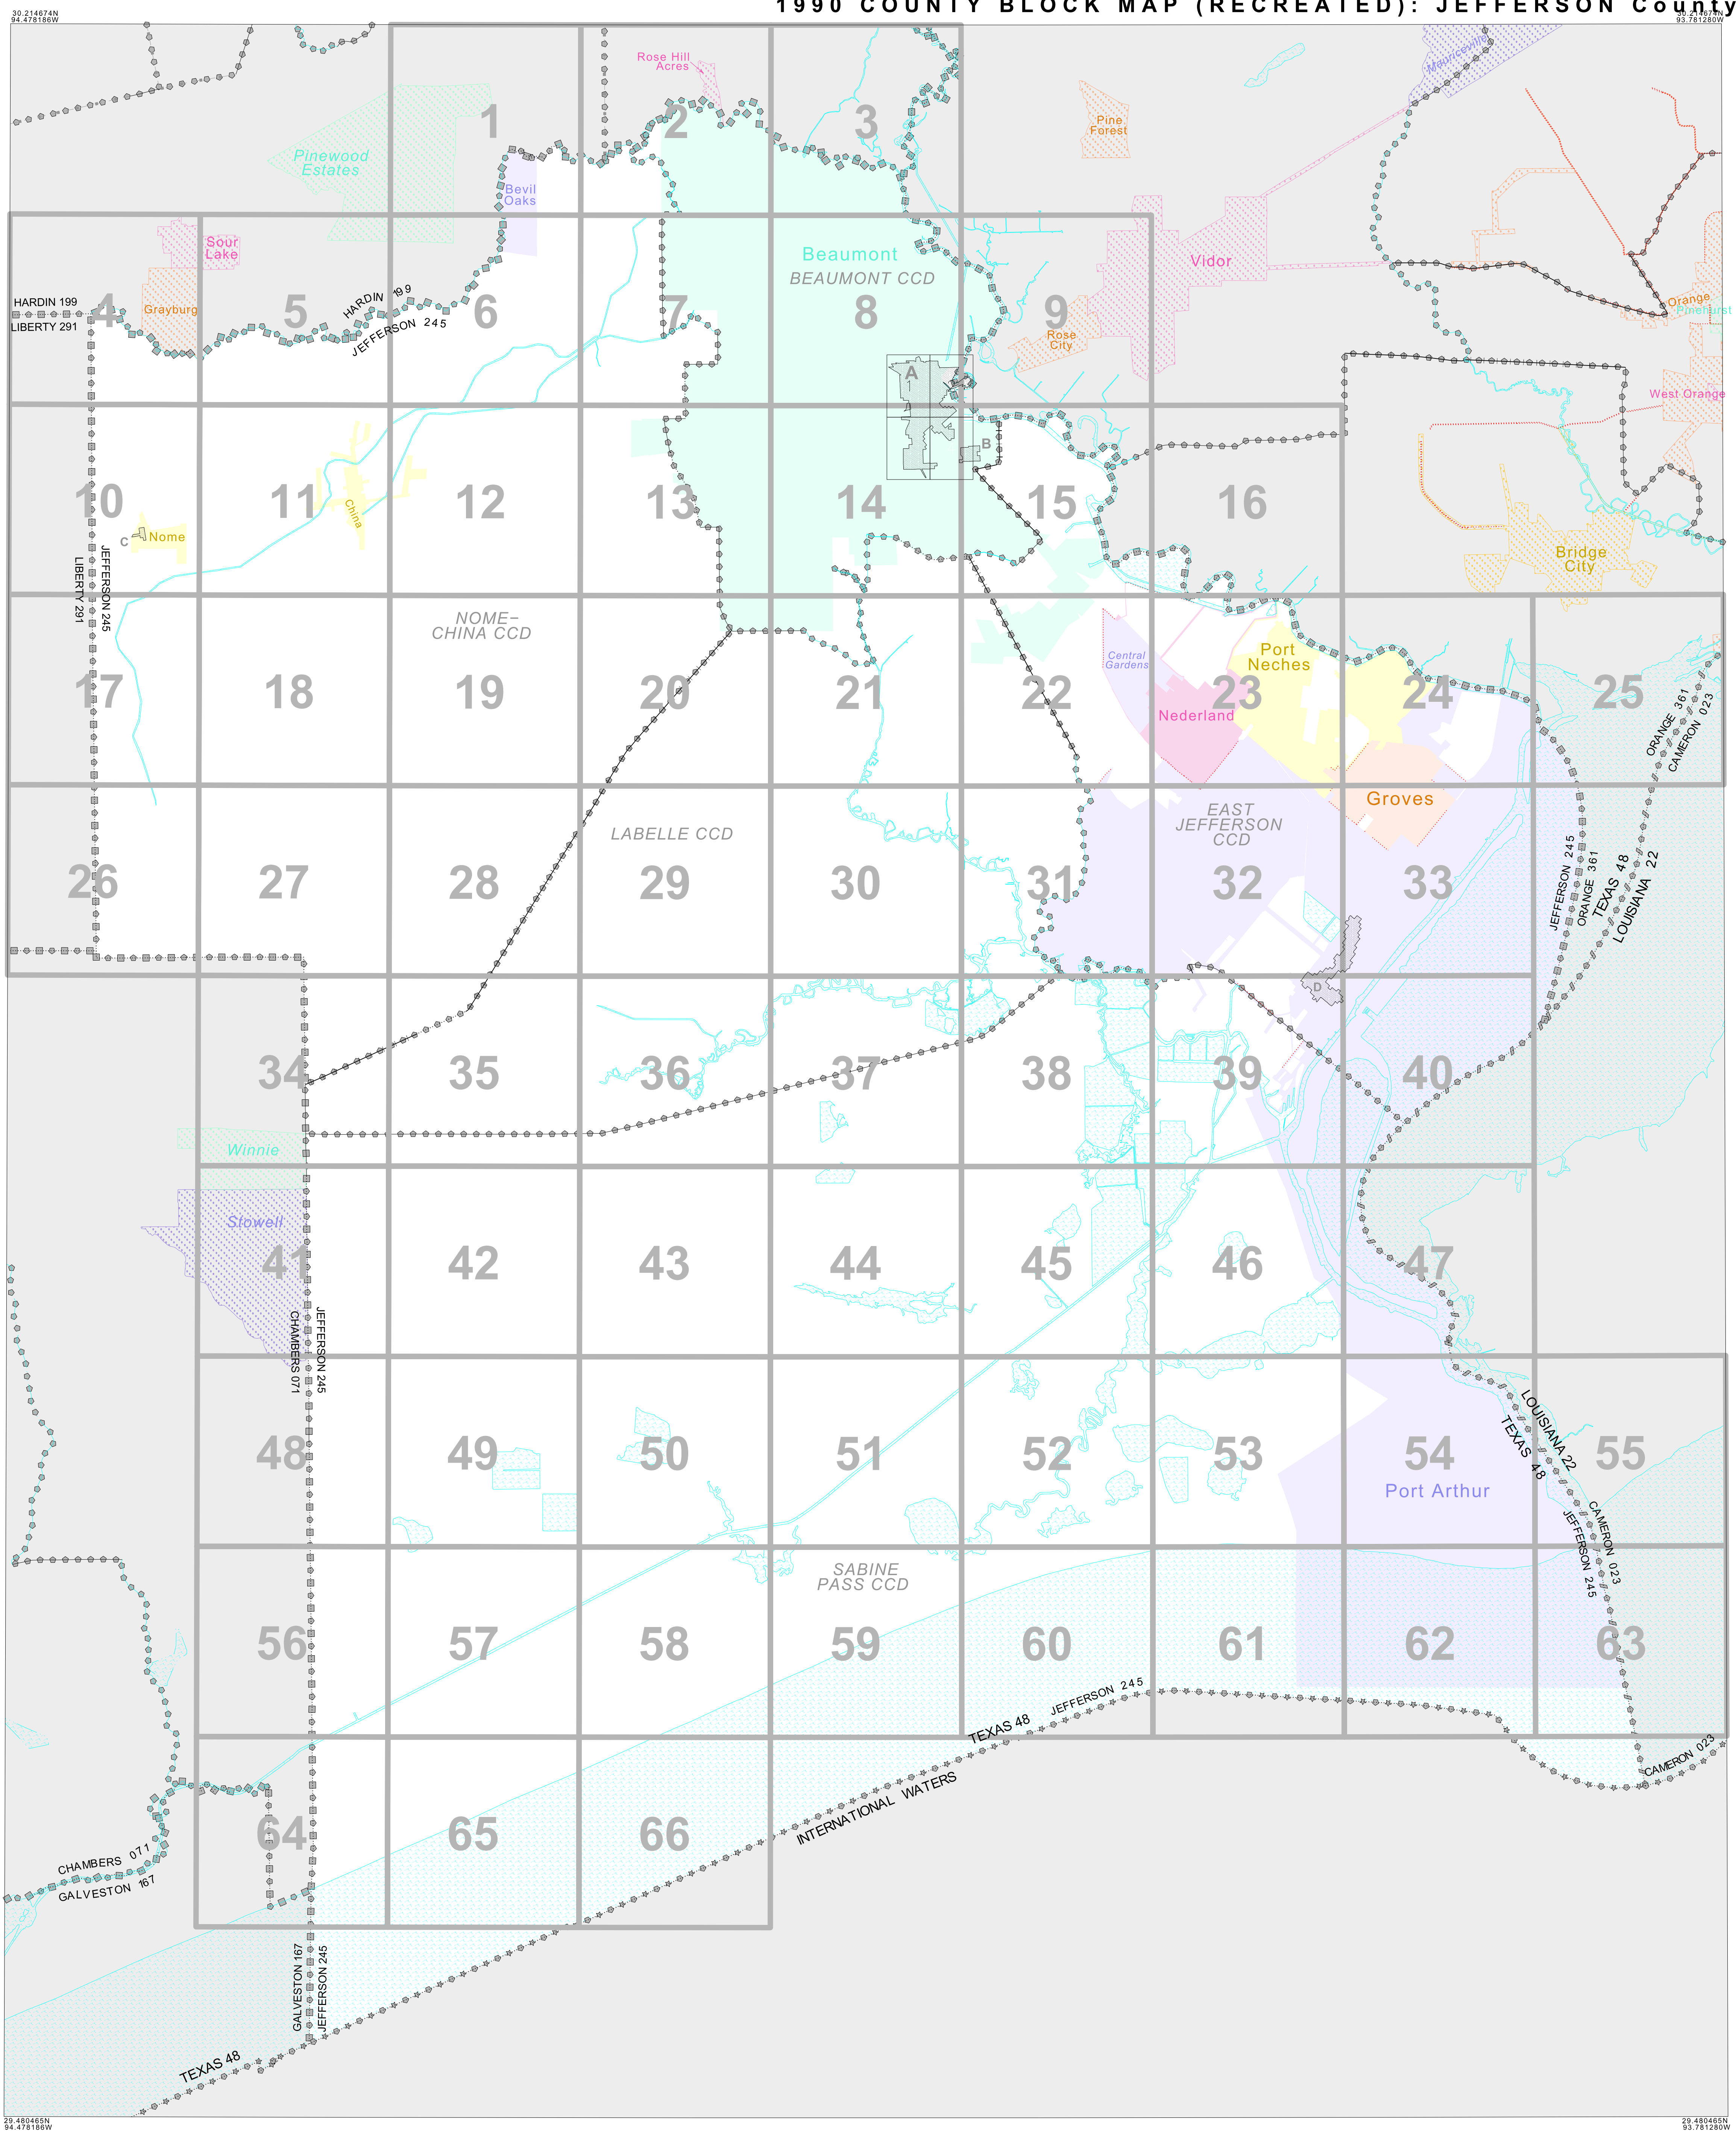 1990 COUNTY BLOCK MAP (RECREATED): JEFFERSON County
30.214674N
94.478186W
30.214674N
93.781280W
Mauriceville
Rose Hill
Acres
1
2
3
Pine
Forest
Pinewood
Estates
Bevil
Oaks
Sour
Lake
Beaumont
BEAUMONT CCD
Vidor
HARDIN 199
LIBERTY 291
4
Grayburg
5
HARDIN 199
JEFFERSON 245
6
7
8
9
Rose
City
Orange
Pinehurst
A
West Orange
B
10
11
China
12
13
14
15
16
C
Nome
Bridge
City
LIBERTY 291
JEFFERSON 245
NOME-
CHINA CCD
Central
Gardens
Port
Neches
17
18
19
20
21
22
23
24
25
Nederland
ORANGE 361
CAMERON 023
LABELLE CCD
EAST
JEFFERSON
CCD
Groves
26
27
28
29
30
31
32
33
JEFFERSON 245
ORANGE 361
TEXAS 48
LOUISIANA 22
D
34
35
36
37
38
39
40
Winnie
Stowell
41
42
43
44
45
46
47
CHAMBERS 071
JEFFERSON 245
48
49
50
51
52
53
54
55
LOUISIANA 22
TEXAS 48
Port Arthur
CAMERON 023
JEFFERSON 245
SABINE
PASS CCD
56
57
58
59
60
61
62
63
JEFFERSON 245
TEXAS 48
INTERNATIONAL WATERS
CAMERON 023
64
65
66
CHAMBERS 071
GALVESTON 167
GALVESTON 167
JEFFERSON 245
TEXAS 48
29.480465N
94.478186W
29.480465N
93.781280W